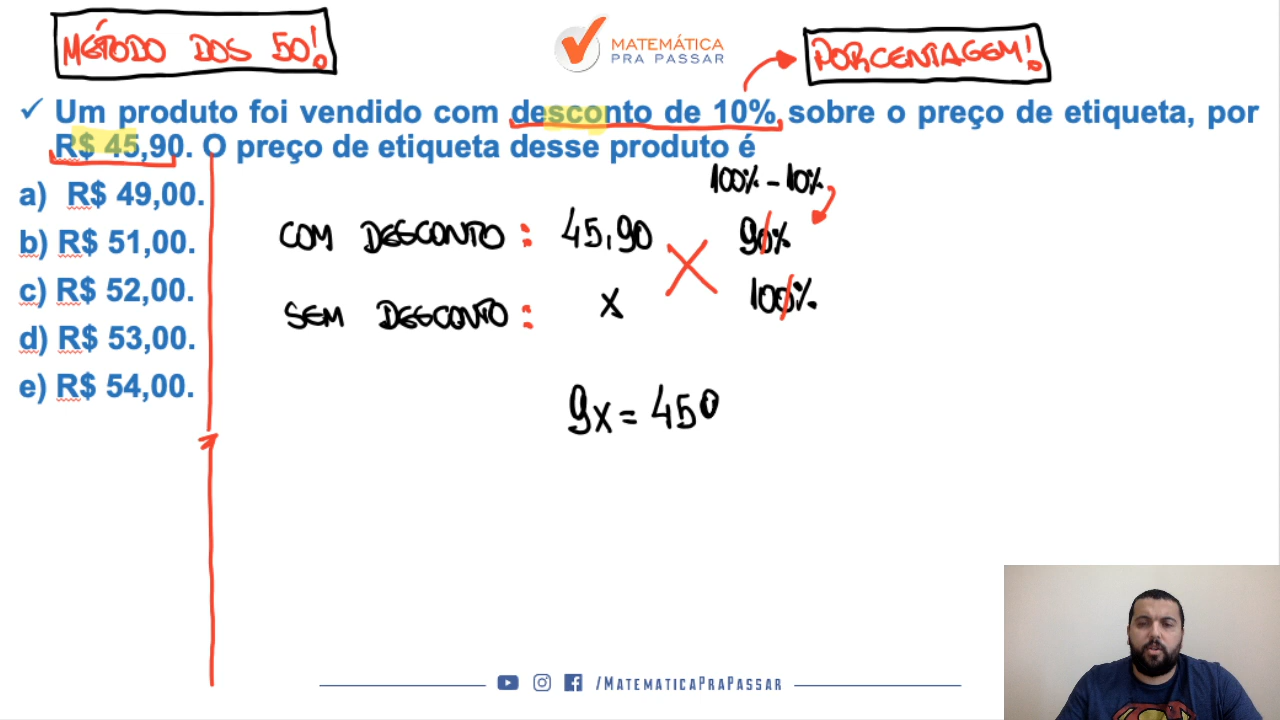 MÉTODO DOS 50!
MATEMÁTICA
PRA PASSAR
PORCENTAGEM!
✓ Um produto foi vendido com desconto de 10% sobre o preço de etiqueta, por
R$ 45,90. O preço de etiqueta desse produto é
a) R$ 49,00.
b) R$ 51,00.
c) R$ 52,00.
d) R$ 53,00.
e) R$ 54,00.
100% - 10%
COM DESCONTO : 45,90 90%
SEM DESCONTO : x 100%
9x = 450
/MATEMATICAPRAPASSAR